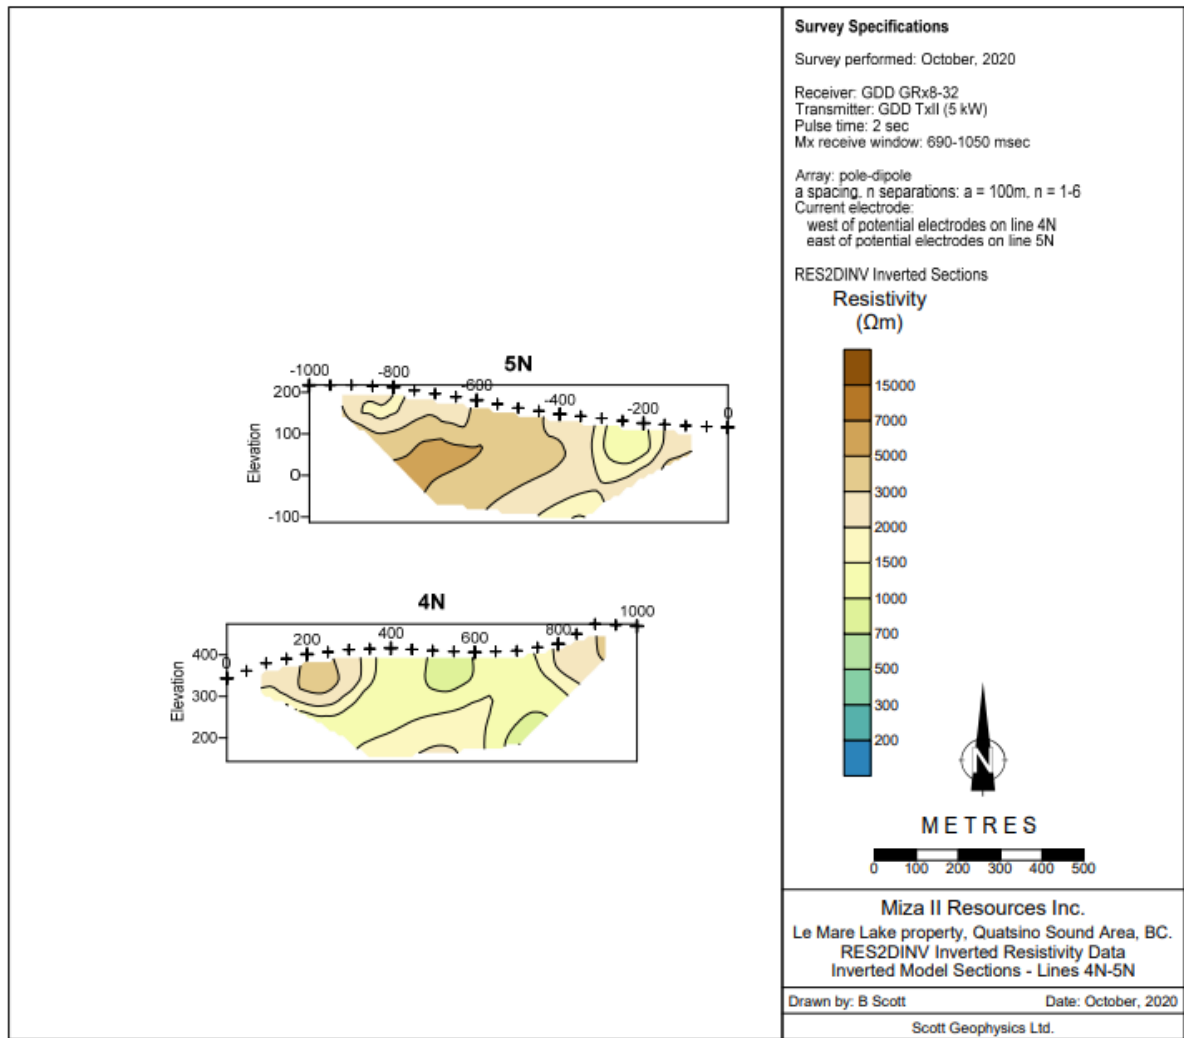 5N
-1000
-800
-600
-400
-200
0
200
100
0
-100
Elevation
4N
0
200
400
600
800
1000
400
300
200
Elevation
Survey Specifications
Survey performed: October, 2020
Receiver: GDD GRx8-32
Transmitter: GDD TxII (5 kW)
Pulse time: 2 sec
Mx receive window: 690-1050 msec
Array: pole-dipole
a spacing, n separations: a = 100m, n = 1-6
Current electrode:
west of potential electrodes on line 4N
east of potential electrodes on line 5N
RES2DINV Inverted Sections
Resistivity
(Ωm)
15000
7000
5000
3000
2000
1500
1000
700
500
300
200
N
METRES
0 100 200 300 400 500
Miza II Resources Inc.
Le Mare Lake property, Quatsino Sound Area, BC.
RES2DINV Inverted Resistivity Data
Inverted Model Sections - Lines 4N-5N
Drawn by: B Scott Date: October, 2020
Scott Geophysics Ltd.